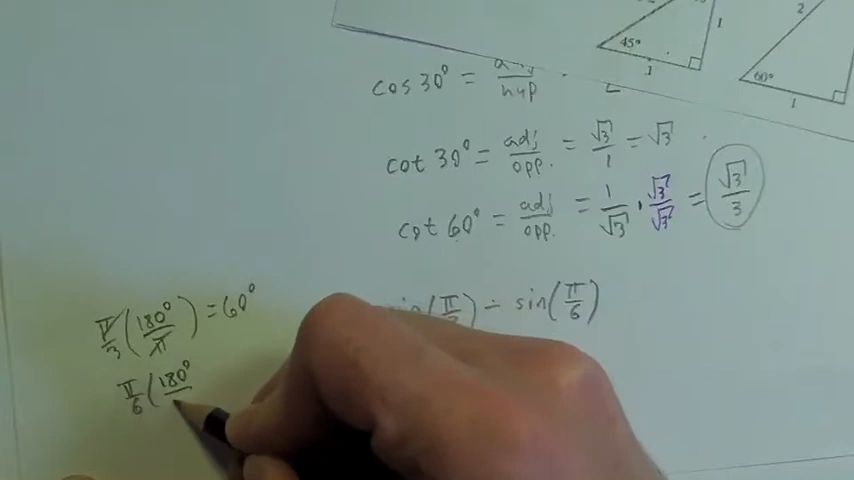 45° 1 1 2 60° 1
cos 30° = adj/hyp
cot 30° = adj/opp. = √3/1 = √3
cot 60° = adj/opp. = 1/√3 · √3/√3 = √3/3
sin(π/6)
π/3 (180°/π) = 60°
π/6 (180°